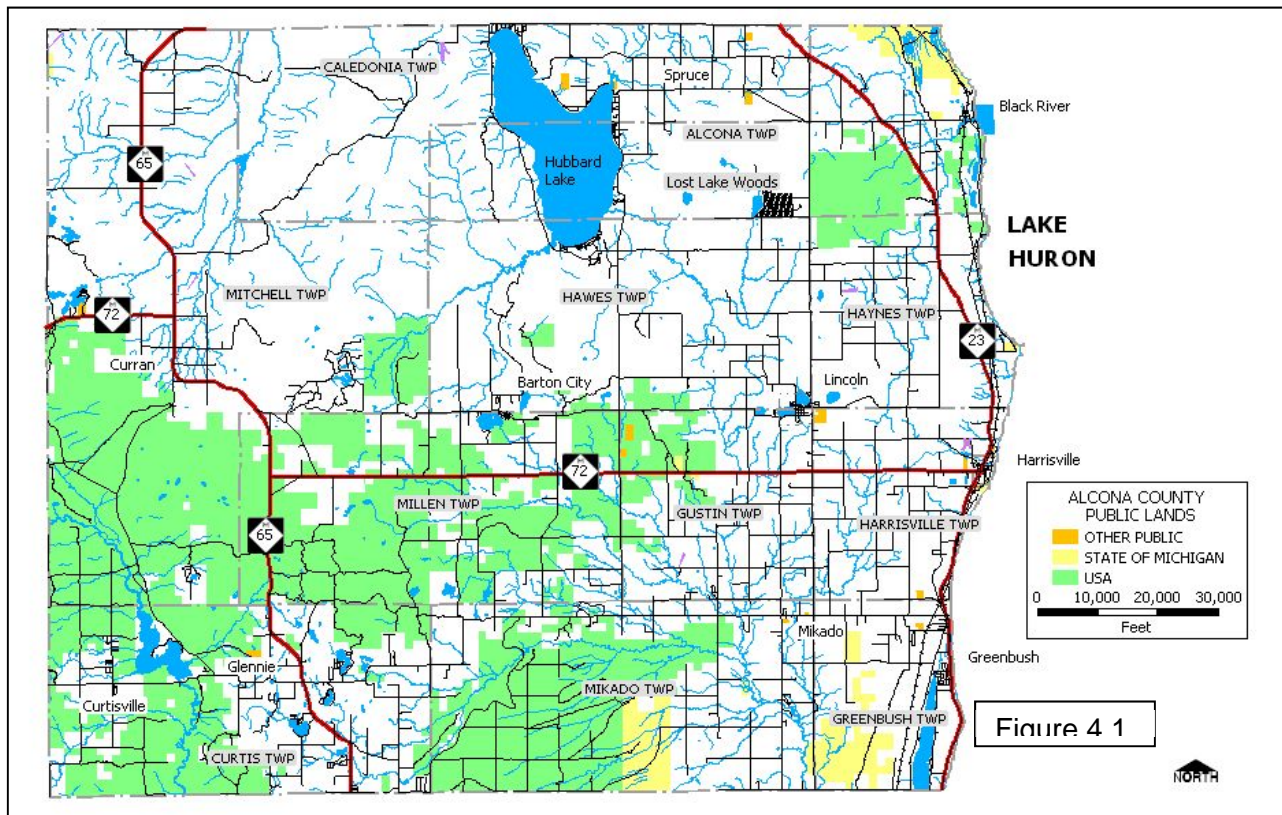 CALEDONIA TWP
Spruce
Black River
ALCONA TWP
M
65
Hubbard
Lake
Lost Lake Woods
LAKE
HURON
MITCHELL TWP
HAWES TWP
HAYNES TWP
M
72
M
23
Curran
Barton City
Lincoln
M
72
Harrisville
MILLEN TWP
GUSTIN TWP
HARRISVILLE TWP
M
65
ALCONA COUNTY
PUBLIC LANDS
OTHER PUBLIC
STATE OF MICHIGAN
USA
0 10,000 20,000 30,000
Feet
Mikado
Glennie
Greenbush
Curtisville
MIKADO TWP
GREENBUSH TWP
Figure 4.1
CURTIS TWP
NORTH